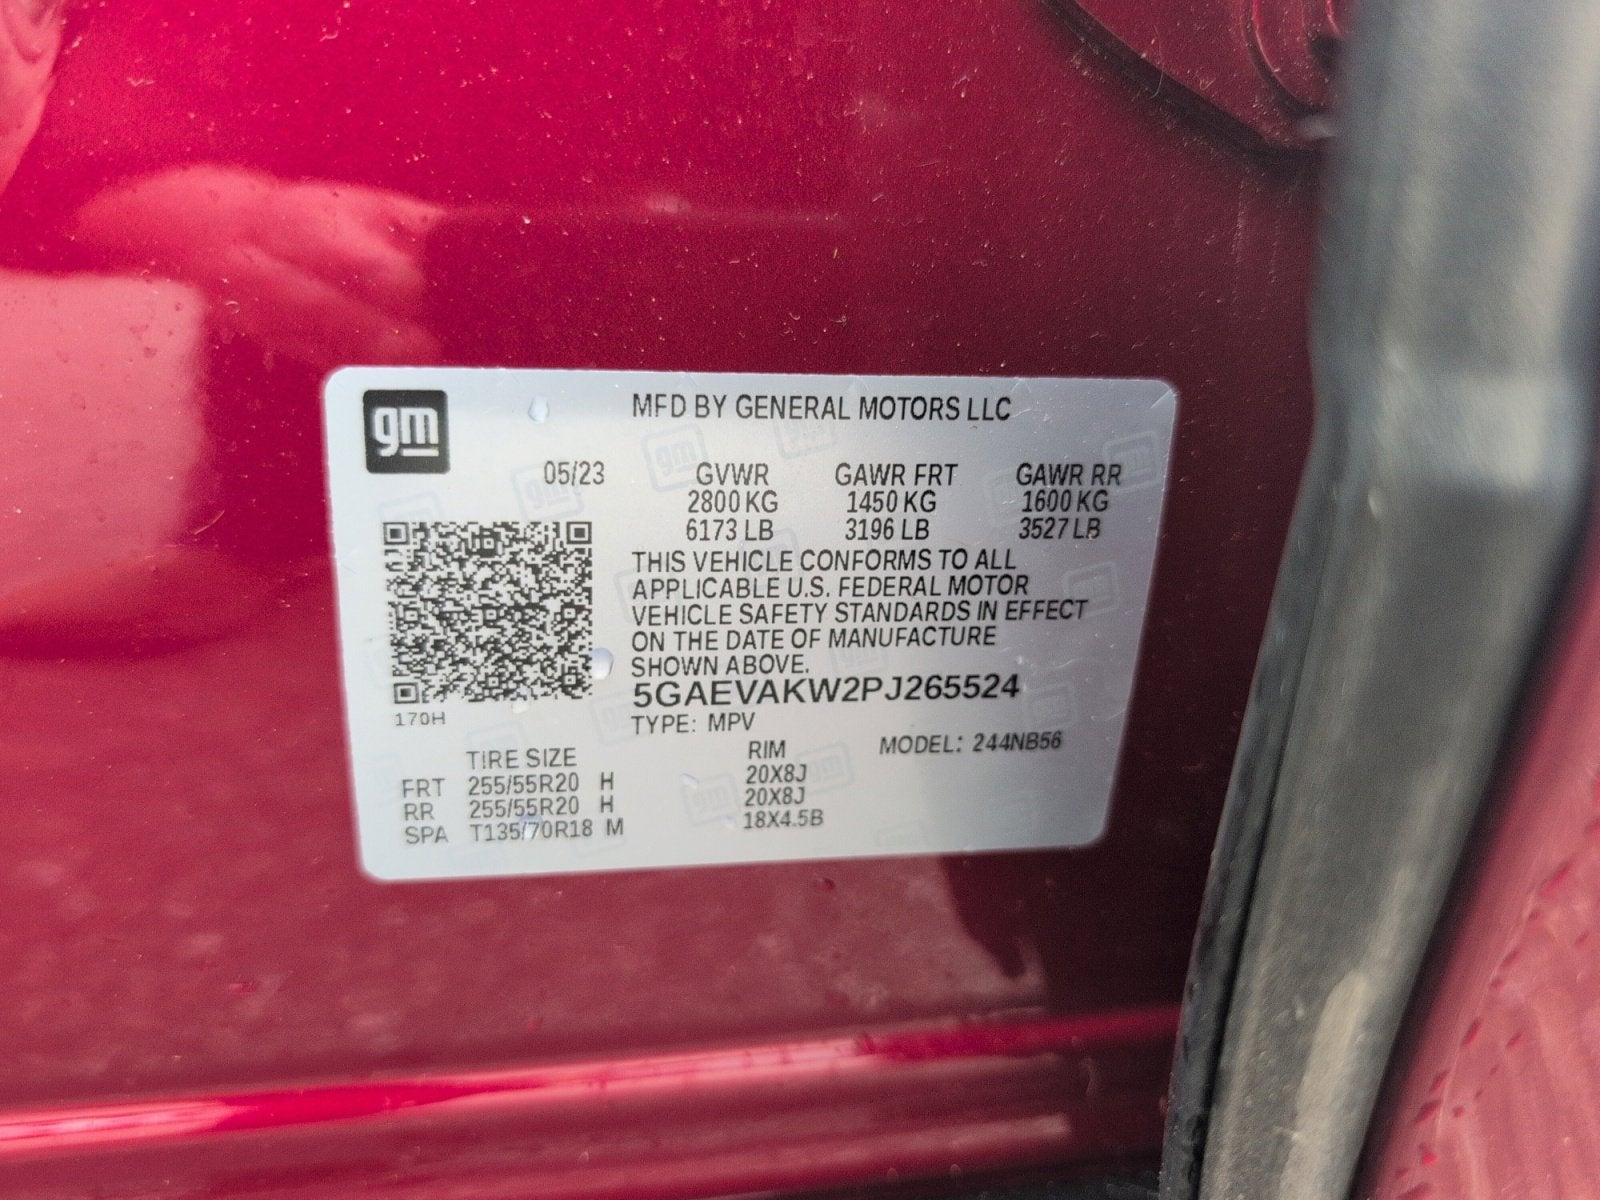 gm
MFD BY GENERAL MOTORS LLC
05/23 GVWR GAWR FRT GAWR RR
2800 KG 1450 KG 1600 KG
6173 LB 3196 LB 3527 LB
THIS VEHICLE CONFORMS TO ALL
APPLICABLE U.S. FEDERAL MOTOR
VEHICLE SAFETY STANDARDS IN EFFECT
ON THE DATE OF MANUFACTURE
SHOWN ABOVE.
5GAEVAKW2PJ265524
170H
TYPE: MPV
MODEL: 244NB56
TIRE SIZE RIM
FRT 255/55R20 H 20X8J
RR 255/55R20 H 20X8J
SPA T135/70R18 M 18X4.5B